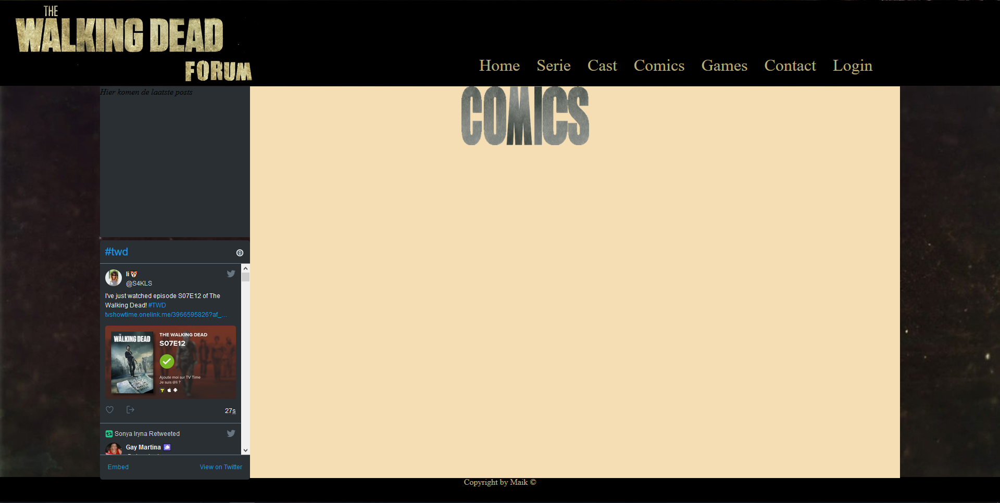 THE
WALKING DEAD
FORUM
Home Serie Cast Comics Games Contact Login
Hier komen de laatste posts
COMICS
#twd
li
@S4KLS
I've just watched episode S07E12 of The
Walking Dead! #TWD
tvshowtime.onelink.me/3966595826?af_...
THE
WALKING DEAD
THE WALKING DEAD
S07E12
Ajoute moi sur TV Time
Je suis @li ?
27s
Sonya Iryna Retweeted
Gay Martina
Embed View on Twitter
Copyright by Maik ©